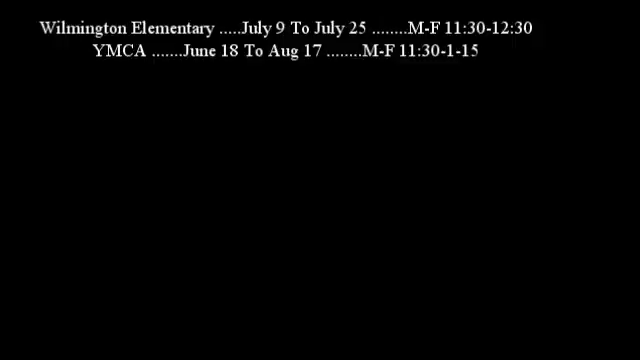 Wilmington Elementary .....July 9 To July 25 ........M-F 11:30-12:30
YMCA .......June 18 To Aug 17 ........M-F 11:30-1-15